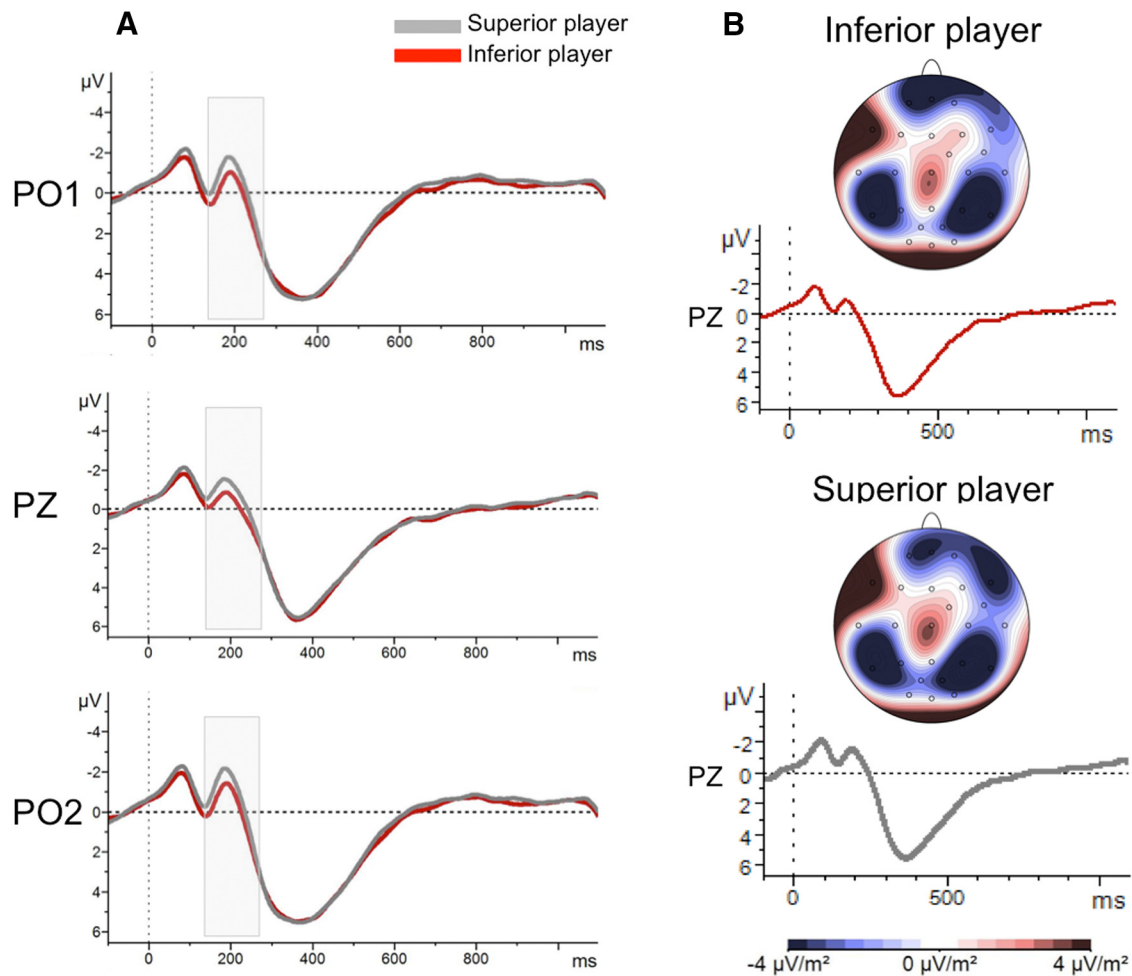 A
Superior player
Inferior player
µV
-4
-2
0
2
4
6
PO1
0 200 400 600 800 ms
µV
-4
-2
0
2
4
6
PZ
0 200 400 600 800 ms
µV
-4
-2
0
2
4
6
PO2
0 200 400 600 800 ms
B
Inferior player
µV
-2
0
2
4
6
PZ
0 500 ms
Superior player
µV
-2
0
2
4
6
PZ
0 500 ms
-4 µV/m² 0 µV/m² 4 µV/m²